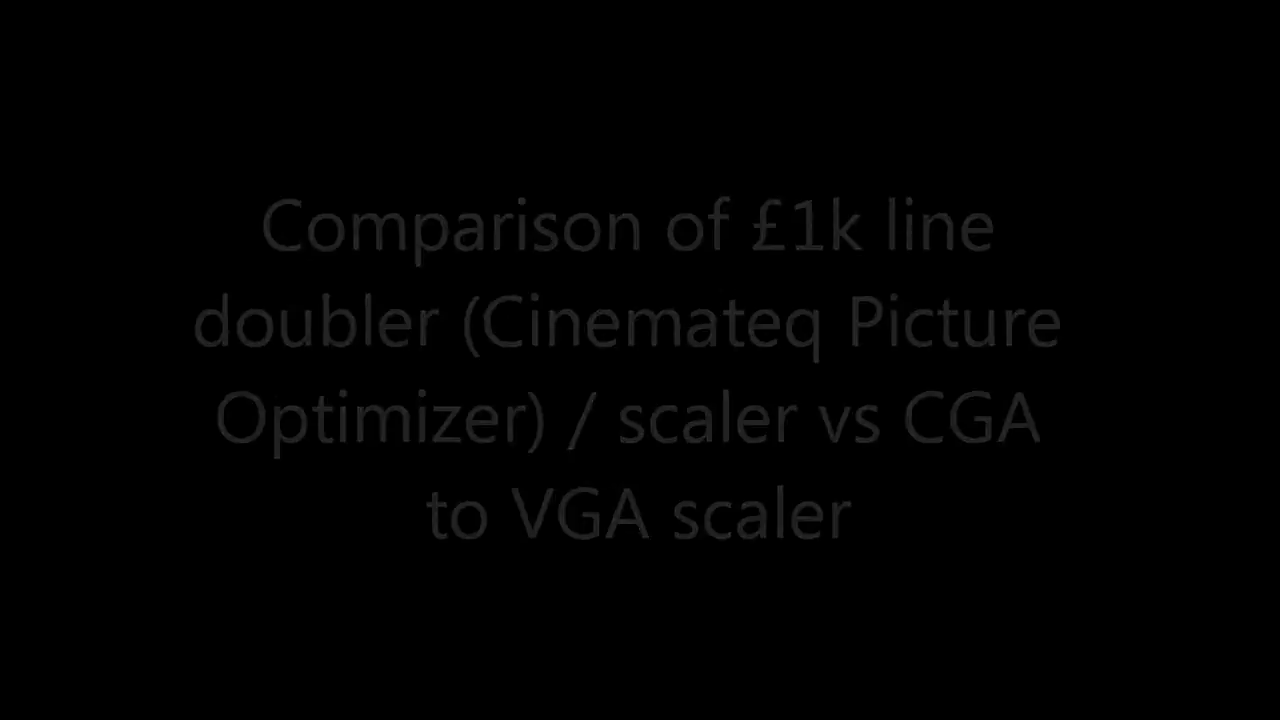 Comparison of £1k line
doubler (Cinemateq Picture
Optimizer) / scaler vs CGA
to VGA scaler